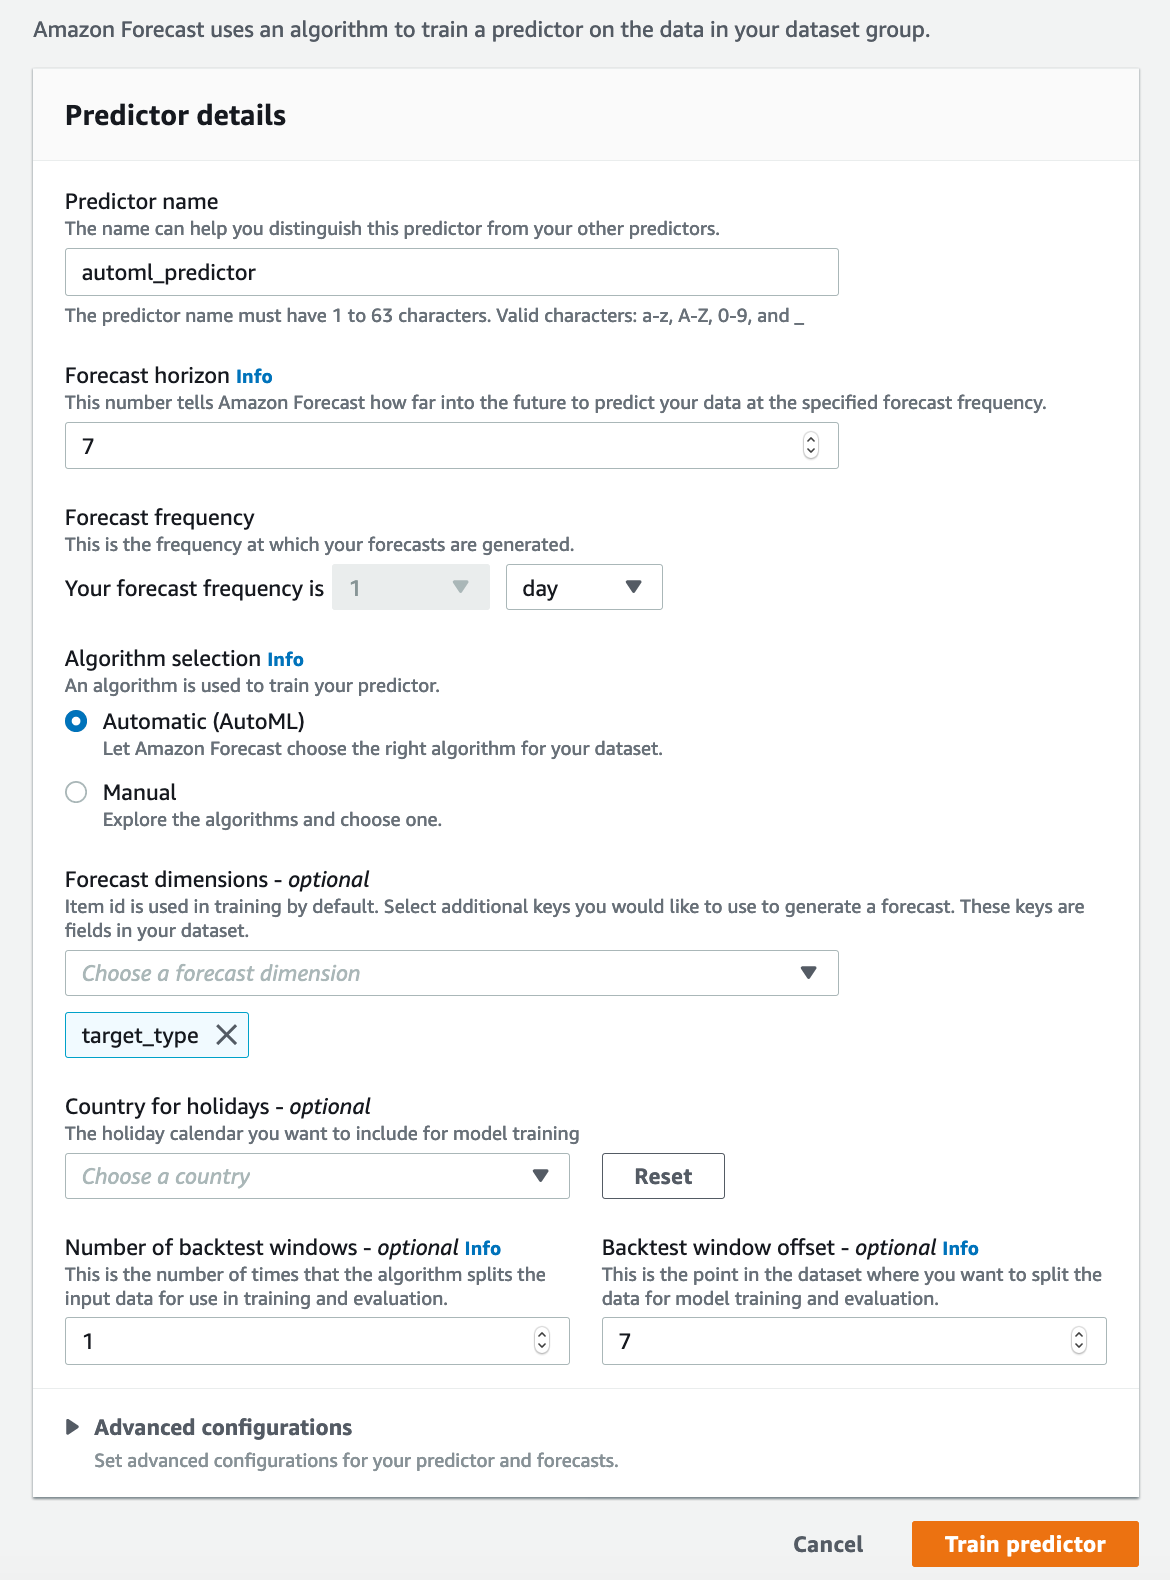 Amazon Forecast uses an algorithm to train a predictor on the data in your dataset group.
Predictor details
Predictor name
The name can help you distinguish this predictor from your other predictors.
automl_predictor
The predictor name must have 1 to 63 characters. Valid characters: a-z, A-Z, 0-9, and _
Forecast horizon Info
This number tells Amazon Forecast how far into the future to predict your data at the specified forecast frequency.
7
Forecast frequency
This is the frequency at which your forecasts are generated.
Your forecast frequency is 1 day
Algorithm selection Info
An algorithm is used to train your predictor.
Automatic (AutoML)
Let Amazon Forecast choose the right algorithm for your dataset.
Manual
Explore the algorithms and choose one.
Forecast dimensions - optional
Item id is used in training by default. Select additional keys you would like to use to generate a forecast. These keys are
fields in your dataset.
Choose a forecast dimension
target_type
Country for holidays - optional
The holiday calendar you want to include for model training
Choose a country
Reset
Number of backtest windows - optional Info
This is the number of times that the algorithm splits the
input data for use in training and evaluation.
1
Backtest window offset - optional Info
This is the point in the dataset where you want to split the
data for model training and evaluation.
7
Advanced configurations
Set advanced configurations for your predictor and forecasts.
Cancel
Train predictor